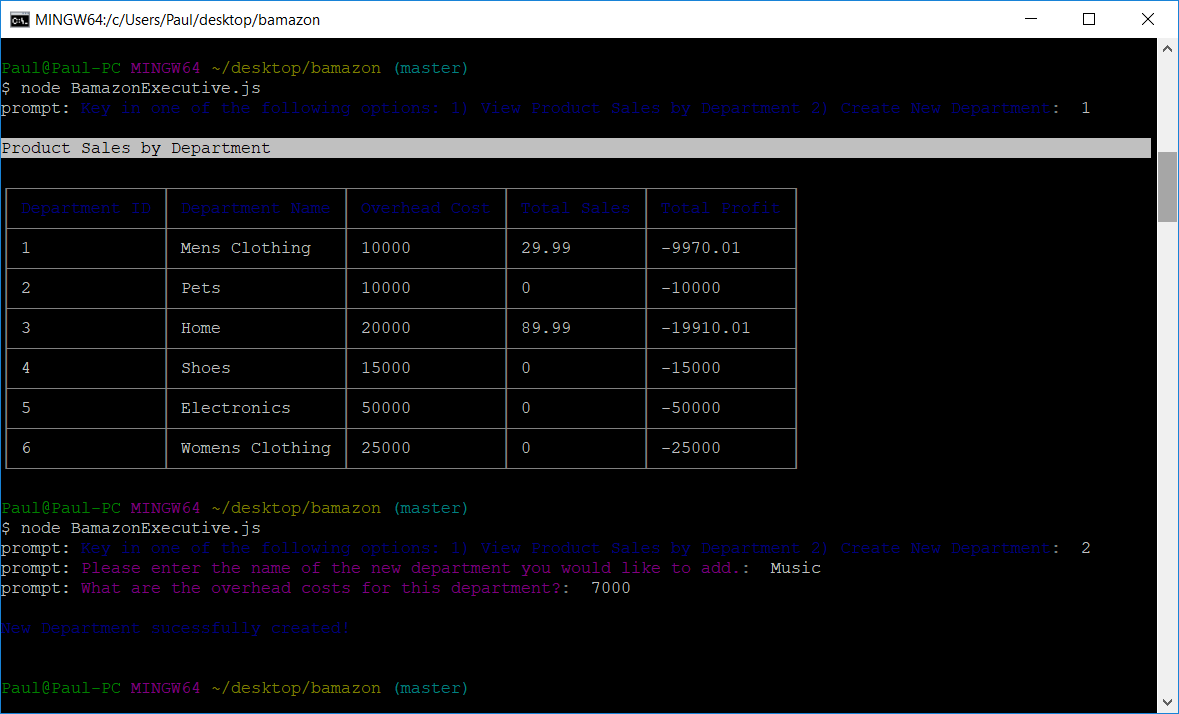 MINGW64:/c/Users/Paul/desktop/bamazon
Paul@Paul-PC MINGW64 ~/desktop/bamazon (master)
$ node BamazonExecutive.js
prompt: Key in one of the following options: 1) View Product Sales by Department 2) Create New Department:  1
Product Sales by Department
Department ID Department Name Overhead Cost Total Sales Total Profit
1 Mens Clothing 10000 29.99 -9970.01
2 Pets 10000 0 -10000
3 Home 20000 89.99 -19910.01
4 Shoes 15000 0 -15000
5 Electronics 50000 0 -50000
6 Womens Clothing 25000 0 -25000
Paul@Paul-PC MINGW64 ~/desktop/bamazon (master)
$ node BamazonExecutive.js
prompt: Key in one of the following options: 1) View Product Sales by Department 2) Create New Department:  2
prompt: Please enter the name of the new department you would like to add.:  Music
prompt: What are the overhead costs for this department?:  7000
New Department sucessfully created!
Paul@Paul-PC MINGW64 ~/desktop/bamazon (master)